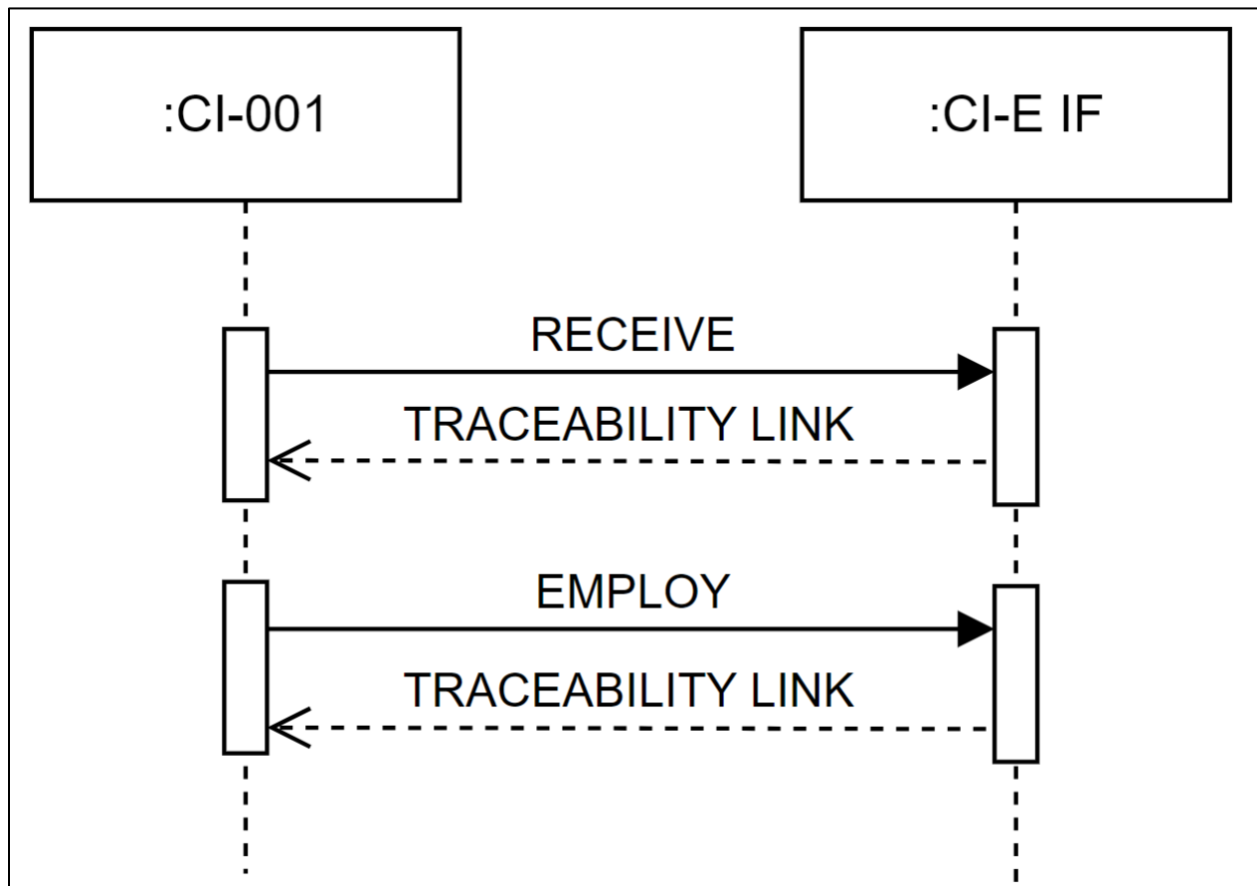 :CI-001
:CI-E IF
RECEIVE
TRACEABILITY LINK
EMPLOY
TRACEABILITY LINK